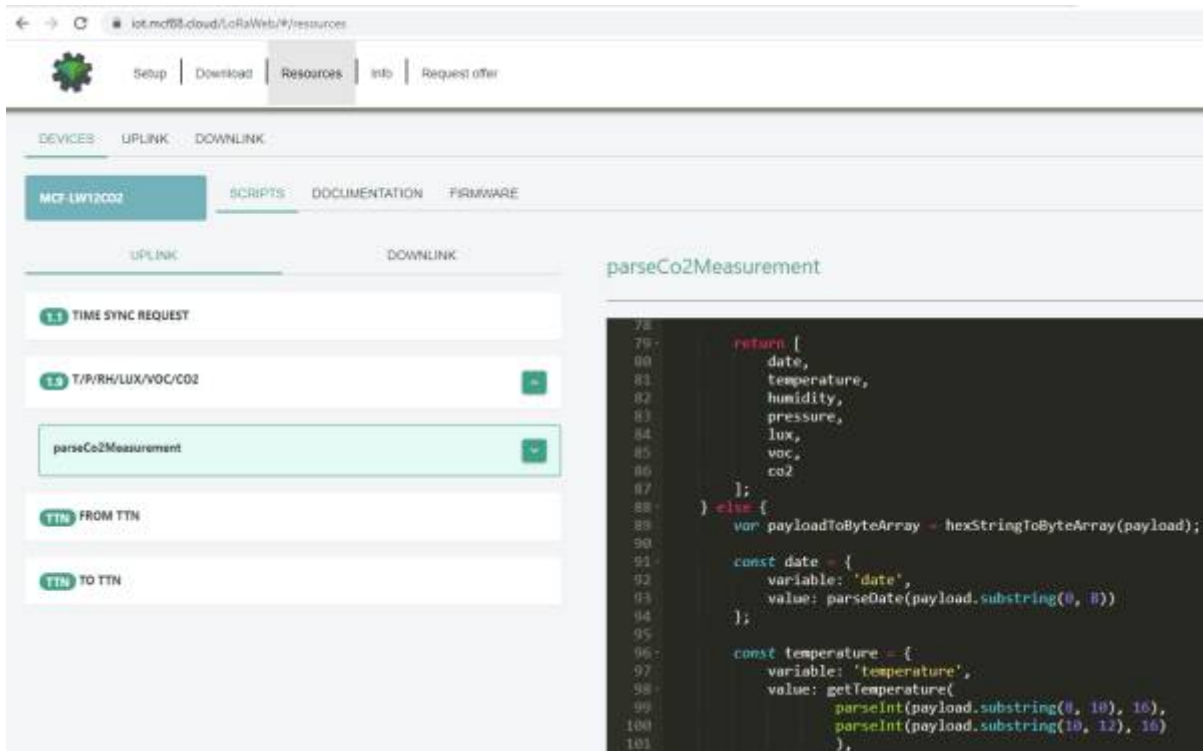 iot.mcf88.cloud/LoRaWeb/#/resources
Setup Download Resources Info Request offer
DEVICES UPLINK DOWNLINK
MCF-LW12CO2 SCRIPTS DOCUMENTATION FIRMWARE
UPLINK DOWNLINK
1.1 TIME SYNC REQUEST
1.9 T/P/RH/LUX/VOC/CO2
parseCo2Measurement
TTN FROM TTN
TTN TO TTN
parseCo2Measurement
78
79 return [
80 date,
81 temperature,
82 humidity,
83 pressure,
84 lux,
85 voc,
86 co2
87 ];
88 } else {
89 var payloadToByteArray = hexStringToByteArray(payload);
90
91 const date = {
92 variable: 'date',
93 value: parseDate(payload.substring(0, 8))
94 };
95
96 const temperature = {
97 variable: 'temperature',
98 value: getTemperature(
99 parseInt(payload.substring(8, 10), 16),
100 parseInt(payload.substring(10, 12), 16)
101 ),